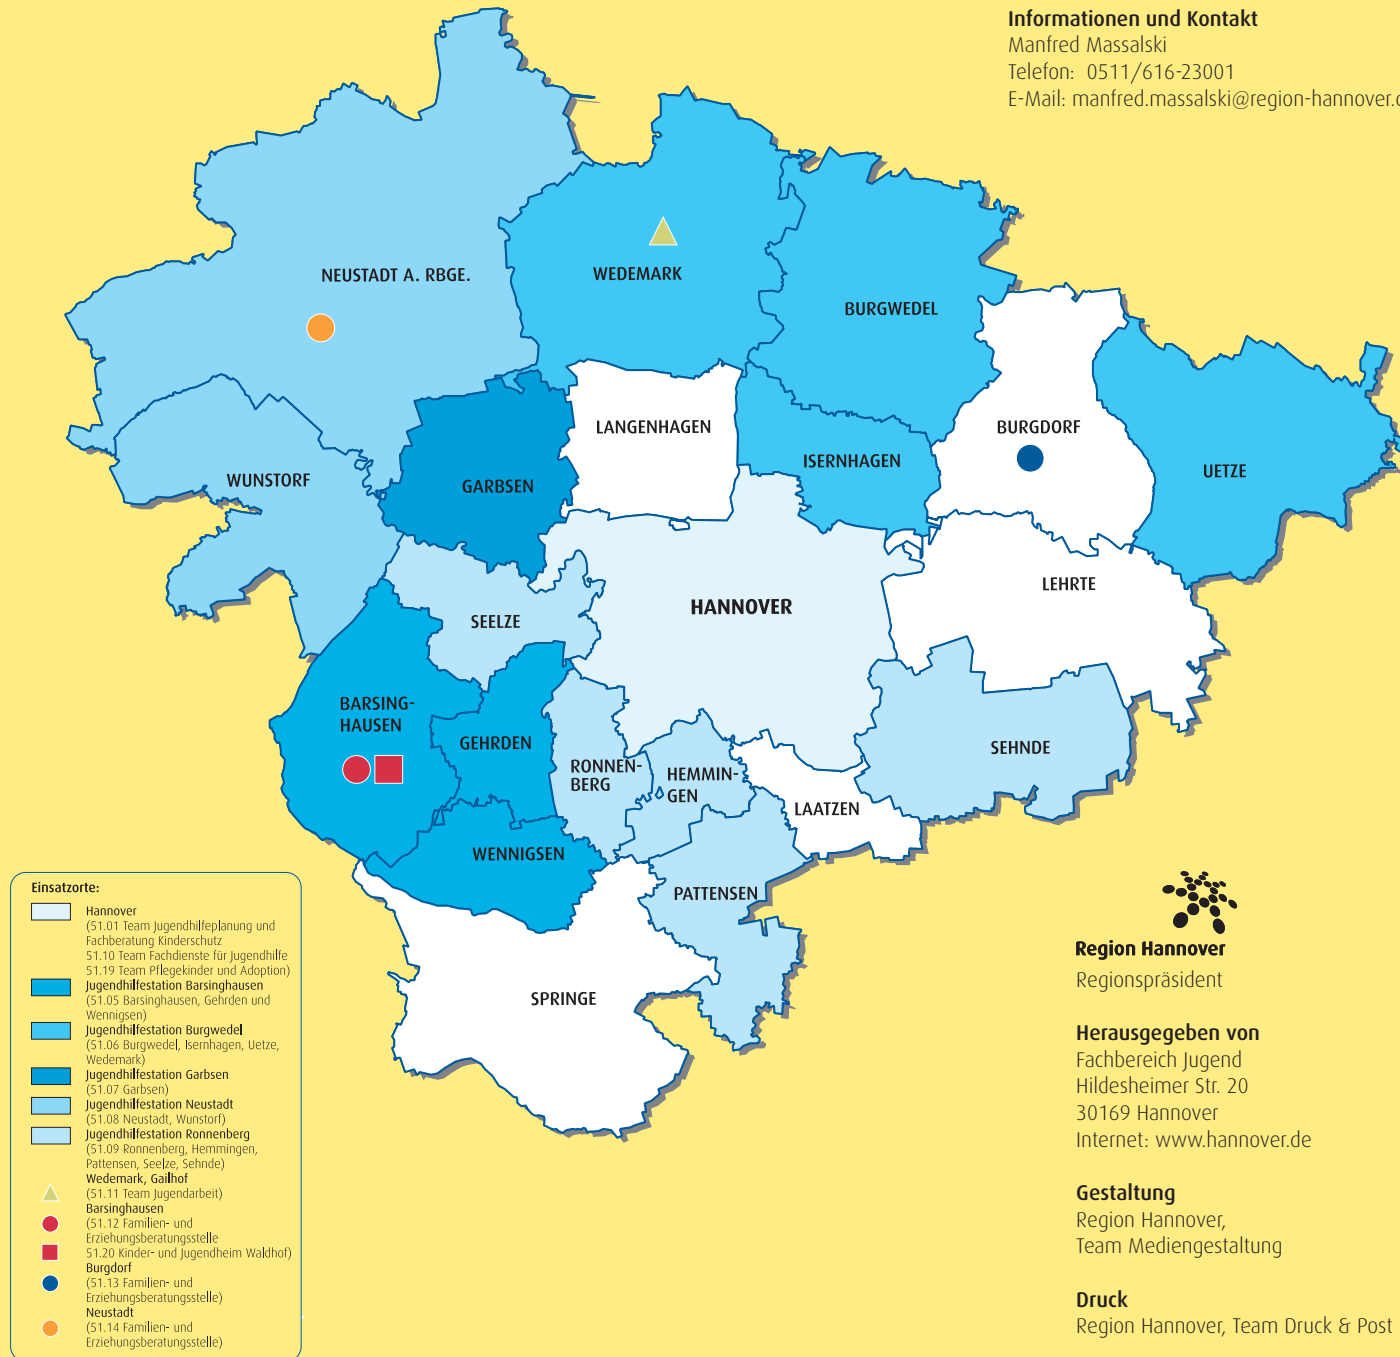 Informationen und Kontakt
Manfred Massalski
Telefon: 0511/616-23001
E-Mail: manfred.massalski@region-hannover.
NEUSTADT A. RBGE.
WEDEMARK
BURGWEDEL
LANGENHAGEN
BURGDORF
ISERNHAGEN
UETZE
WUNSTORF
GARBSEN
LEHRTE
HANNOVER
SEELZE
BARSING-
HAUSEN
GEHRDEN
SEHNDE
RONNEN-
BERG
HEMMIN-
GEN
LAATZEN
WENNIGSEN
PATTENSEN
SPRINGE
Einsatzorte:
Hannover
(51.01 Team Jugendhilfeplanung und
Fachberatung Kinderschutz
51.10 Team Fachdienste für Jugendhilfe
51.19 Team Pflegekinder und Adoption)
Jugendhilfestation Barsinghausen
(51.05 Barsinghausen, Gehrden und
Wennigsen)
Jugendhilfestation Burgwedel
(51.06 Burgwedel, Isernhagen, Uetze,
Wedemark)
Jugendhilfestation Garbsen
(51.07 Garbsen)
Jugendhilfestation Neustadt
(51.08 Neustadt, Wunstorf)
Jugendhilfestation Ronnenberg
(51.09 Ronnenberg, Hemmingen,
Pattensen, Seelze, Sehnde)
Wedemark, Gailhof
(51.11 Team Jugendarbeit)
Barsinghausen
(51.12 Familien- und
Erziehungsberatungsstelle
51.20 Kinder- und Jugendheim Waldhof)
Burgdorf
(51.13 Familien- und
Erziehungsberatungsstelle)
Neustadt
(51.14 Familien- und
Erziehungsberatungsstelle)
Region Hannover
Regionspräsident
Herausgegeben von
Fachbereich Jugend
Hildesheimer Str. 20
30169 Hannover
Internet: www.hannover.de
Gestaltung
Region Hannover,
Team Mediengestaltung
Druck
Region Hannover, Team Druck & Post